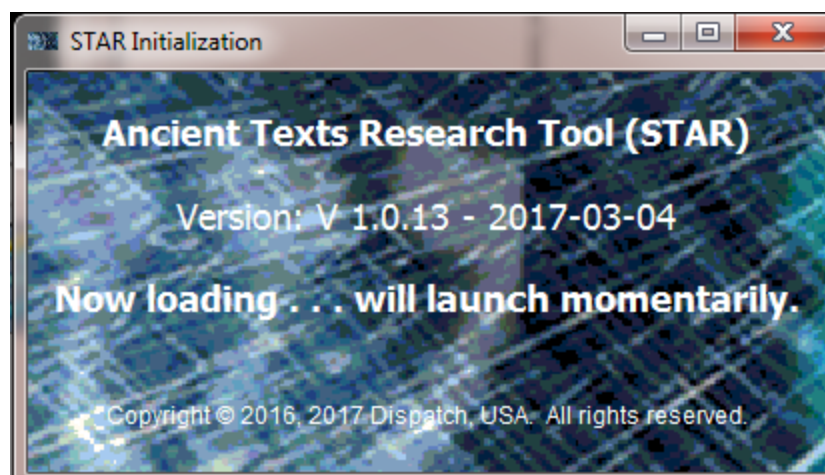 STAR Initialization
Ancient Texts Research Tool (STAR)
Version: V 1.0.13 - 2017-03-04
Now loading . . . will launch momentarily.
Copyright © 2016, 2017 Dispatch, USA.  All rights reserved.